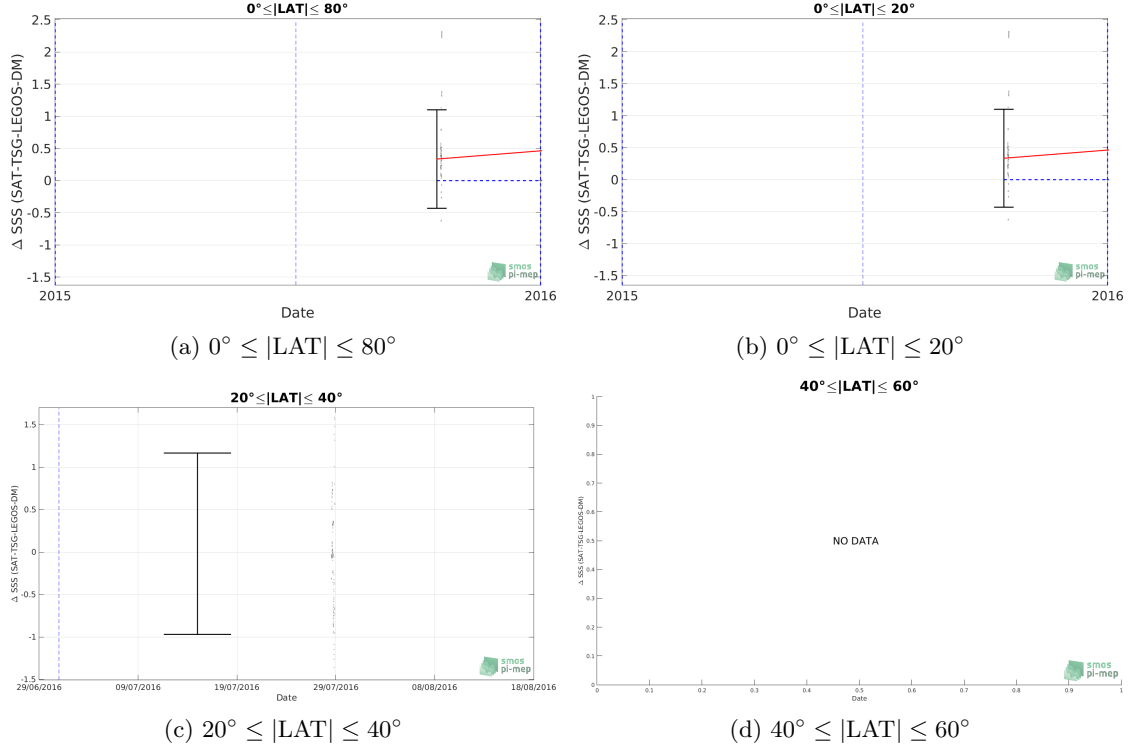 0°≤|LAT|≤ 80°
2.5
2
1.5
1
0.5
0
-0.5
-1
-1.5
Δ SSS (SAT-TSG-LEGOS-DM)
2015
2016
Date
smos
pi-mep
(a) 0° ≤ |LAT| ≤ 80°
0°≤|LAT|≤ 20°
2.5
2
1.5
1
0.5
0
-0.5
-1
-1.5
Δ SSS (SAT-TSG-LEGOS-DM)
2015
2016
Date
smos
pi-mep
(b) 0° ≤ |LAT| ≤ 20°
20°≤|LAT|≤ 40°
1.5
1
0.5
0
-0.5
-1
-1.5
Δ SSS (SAT-TSG-LEGOS-DM)
29/06/2016 09/07/2016 19/07/2016 29/07/2016 08/08/2016 18/08/2016
Date
smos
pi-mep
(c) 20° ≤ |LAT| ≤ 40°
40°≤|LAT|≤ 60°
1
0.9
0.8
0.7
0.6
0.5
0.4
0.3
0.2
0.1
0
Δ SSS (SAT-TSG-LEGOS-DM)
NO DATA
0 0.1 0.2 0.3 0.4 0.5 0.6 0.7 0.8 0.9 1
Date
smos
pi-mep
(d) 40° ≤ |LAT| ≤ 60°